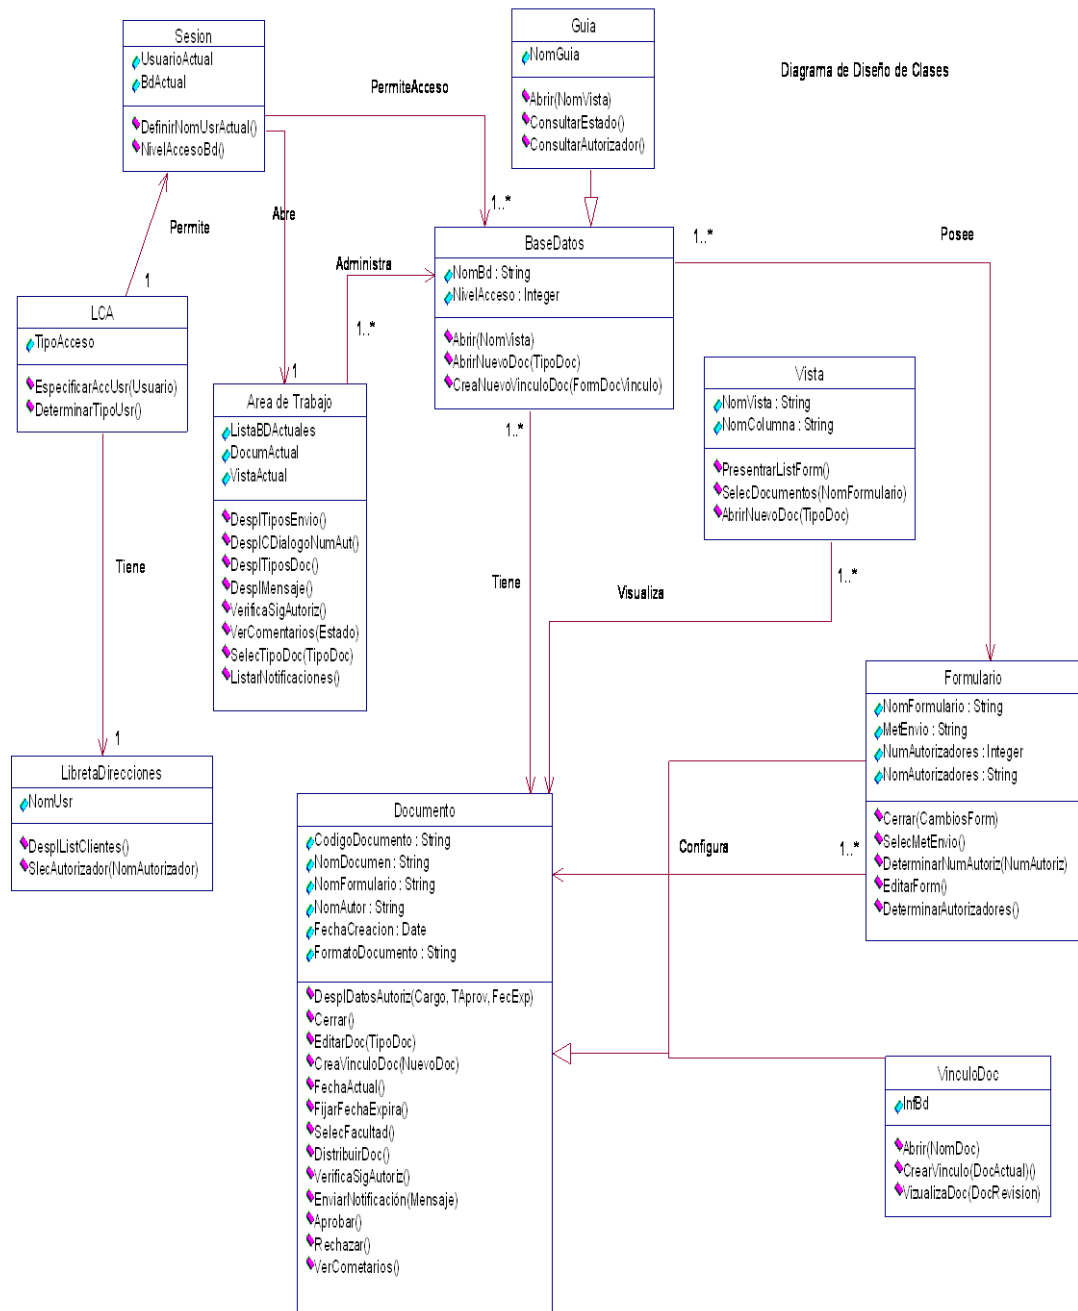 Diagrama de Diseño de Clases
Sesion
UsuarioActual
BdActual
DefinirNomUsrActual()
NivelAccesoBd()
Guia
NomGuia
Abrir(NomVista)
ConsultarEstado()
ConsultarAutorizador()
PermiteAcceso
1..*
Permite
1
Abre
1
Administra
1..*
BaseDatos
NomBd : String
NivelAcceso : Integer
Abrir(NomVista)
AbrirNuevoDoc(TipoDoc)
CreaNuevoVinculoDoc(FormDocVinculo)
1..*
Posee
LCA
TipoAcceso
EspecificarAccUsr(Usuario)
DeterminarTipoUsr()
Area de Trabajo
ListaBDActuales
DocumActual
VistaActual
DesplTiposEnvio()
DesplCDialogoNumAut()
DesplTiposDoc()
DesplMensaje()
VerificaSigAutoriz()
VerComentarios(Estado)
SelecTipoDoc(TipoDoc)
ListarNotificaciones()
1..*
Tiene
Vista
NomVista : String
NomColumna : String
PresentrarListForm()
SelecDocumentos(NomFormulario)
AbrirNuevoDoc(TipoDoc)
1..*
Visualiza
Tiene
1
LibretaDirecciones
NomUsr
DesplListClientes()
SlecAutorizador(NomAutorizador)
Formulario
NomFormulario : String
MetEnvio : String
NumAutorizadores : Integer
NomAutorizadores : String
Cerrar(CambiosForm)
SelecMetEnvio()
DeterminarNumAutoriz(NumAutoriz)
EditarForm()
DeterminarAutorizadores()
Configura
1..*
Documento
CodigoDocumento : String
NomDocumen : String
NomFormulario : String
NomAutor : String
FechaCreacion : Date
FormatoDocumento : String
DesplDatosAutoriz(Cargo, TAprov, FecExp)
Cerrar()
EditarDoc(TipoDoc)
CreaVinculoDoc(NuevoDoc)
FechaActual()
FijarFechaExpira()
SelecFacultad()
DistribuirDoc()
VerificaSigAutoriz()
EnviarNotificación(Mensaje)
Aprobar()
Rechazar()
VerCometarios()
VinculoDoc
InfBd
Abrir(NomDoc)
CrearVinculo(DocActual)()
VizualizaDoc(DocRevision)